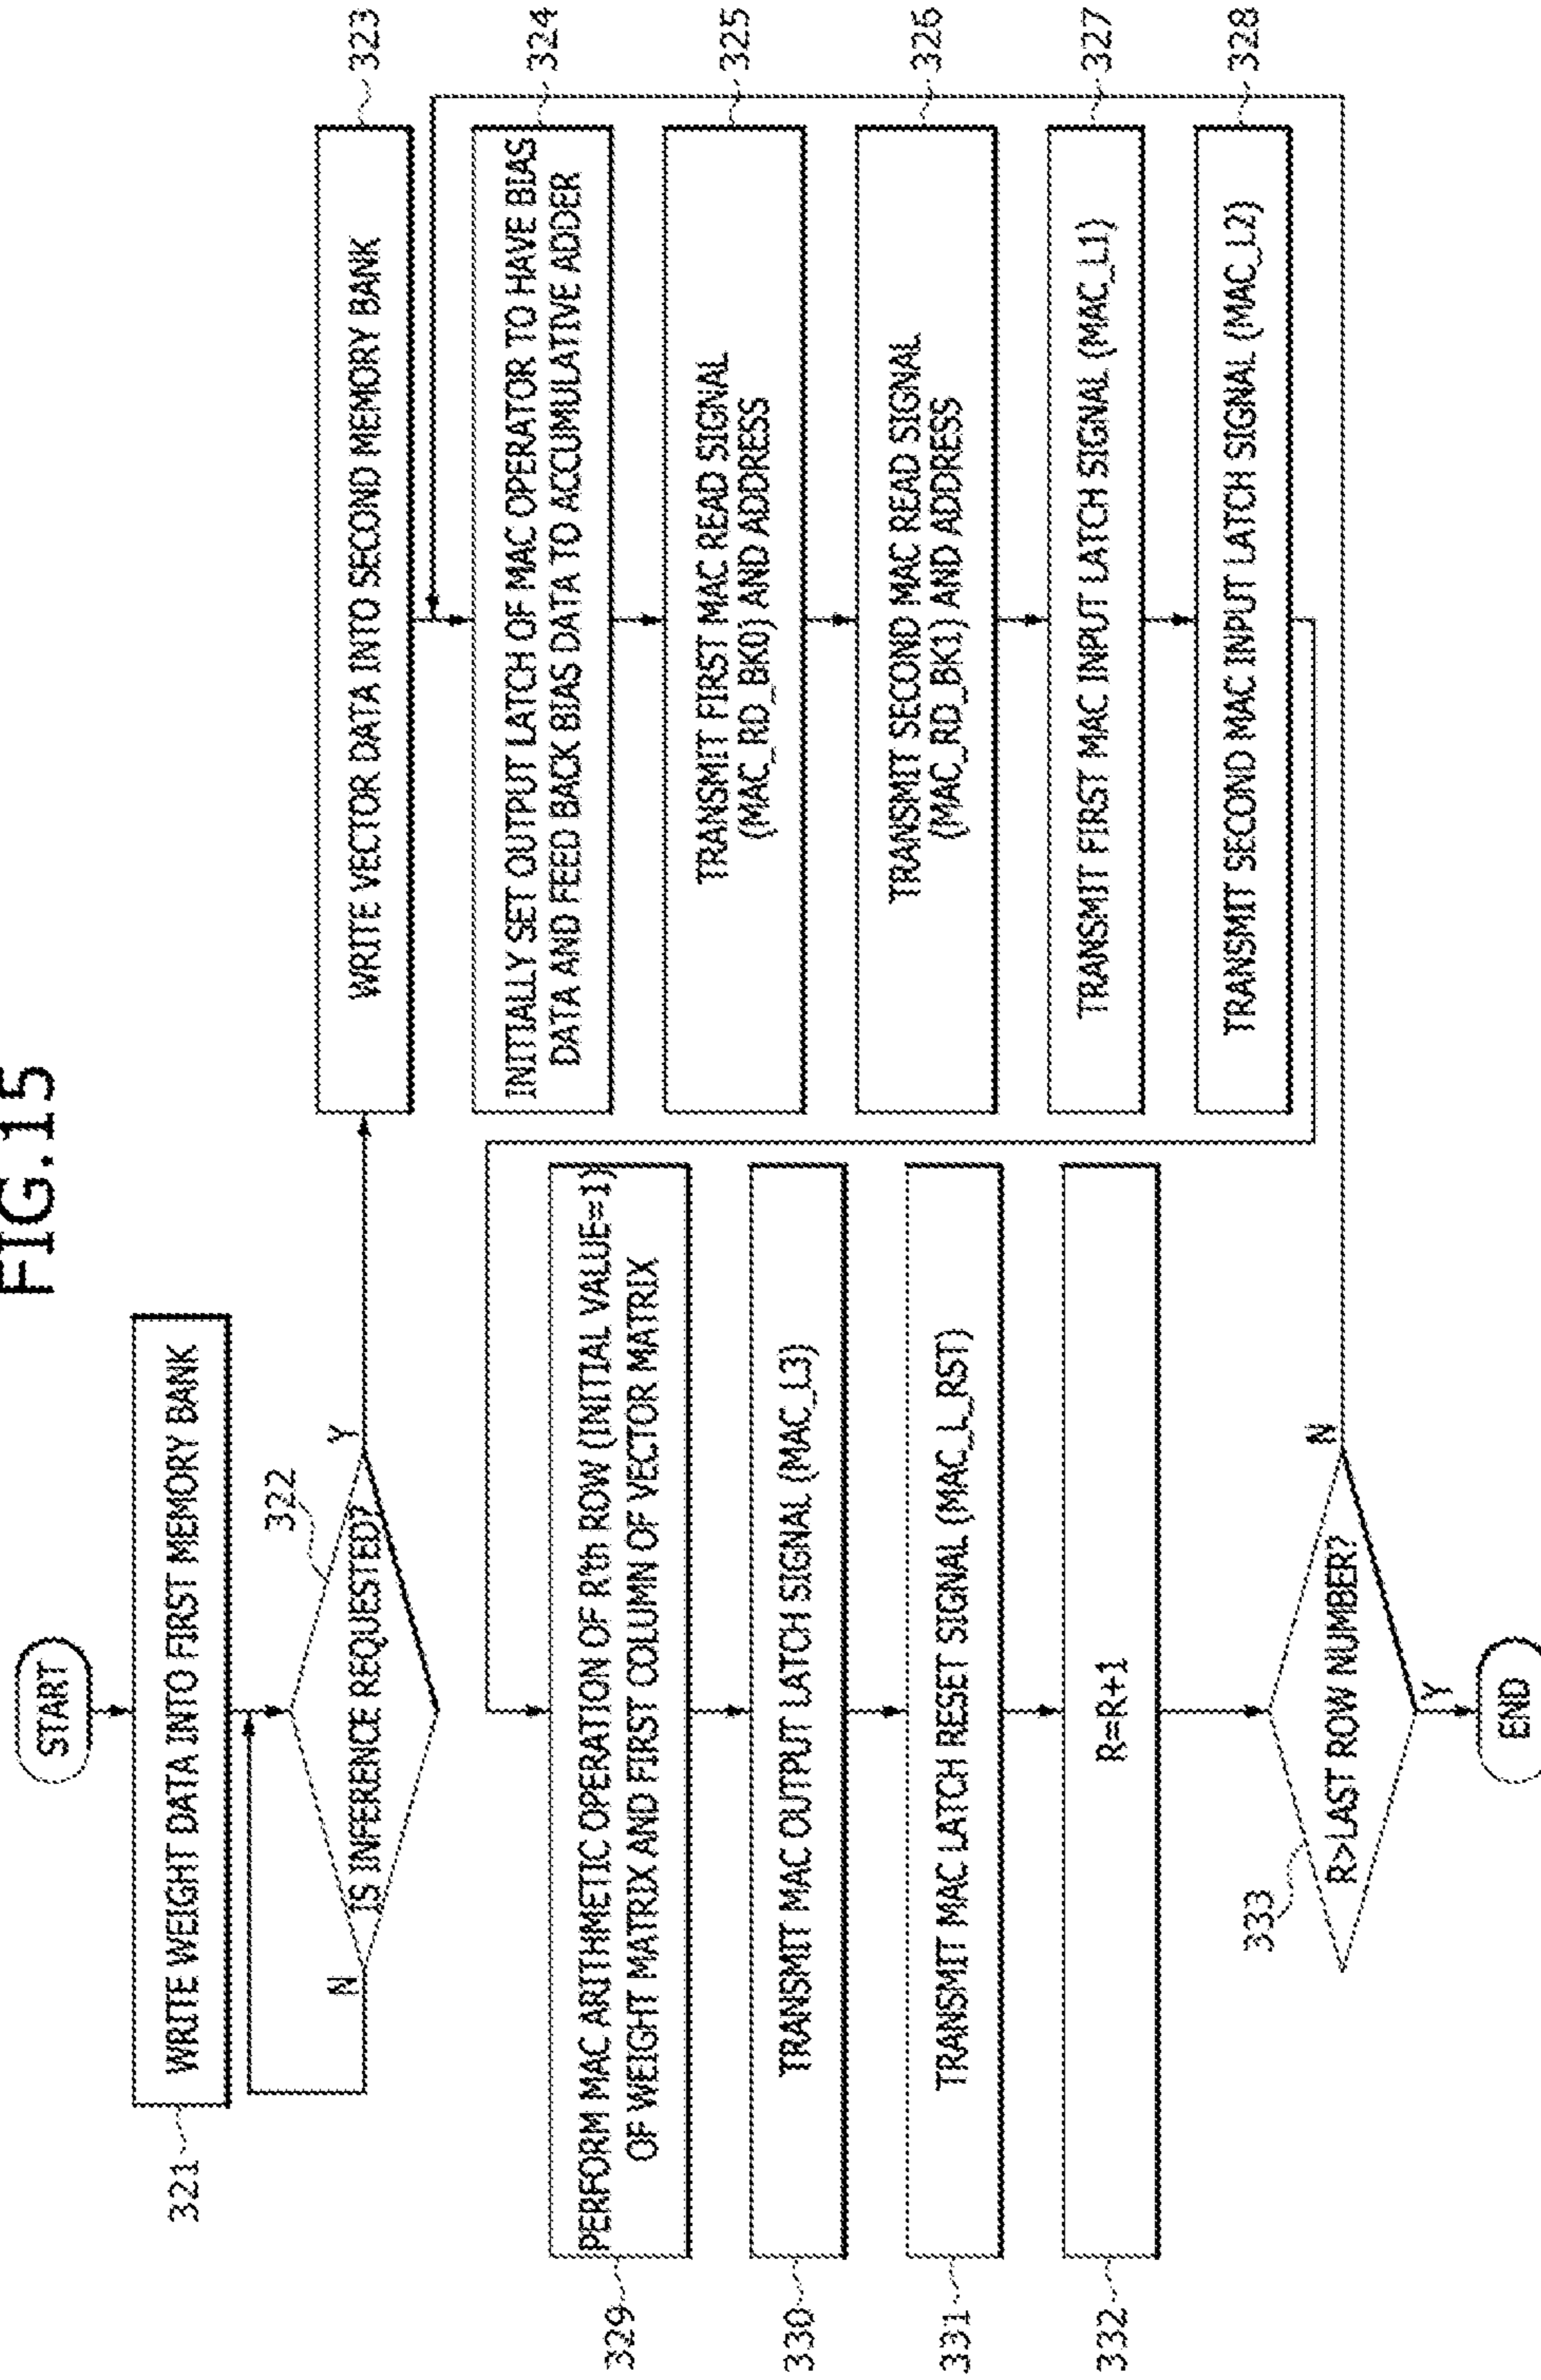 FIG.15
START
WRITE WEIGHT DATA INTO FIRST MEMORY BANK
321
322
IS INFERENCE REQUESTED?
N
Y
WRITE VECTOR DATA INTO SECOND MEMORY BANK
323
INITIALLY SET OUTPUT LATCH OF MAC OPERATOR TO HAVE BIAS
DATA AND FEED BACK BIAS DATA TO ACCUMULATIVE ADDER
324
TRANSMIT FIRST MAC READ SIGNAL
(MAC_RD_BK0) AND ADDRESS
325
TRANSMIT SECOND MAC READ SIGNAL
(MAC_RD_BK1) AND ADDRESS
326
TRANSMIT FIRST MAC INPUT LATCH SIGNAL (MAC_L1)
327
TRANSMIT SECOND MAC INPUT LATCH SIGNAL (MAC_L2)
328
PERFORM MAC ARITHMETIC OPERATION OF Rth ROW (INITIAL VALUE=1)
OF WEIGHT MATRIX AND FIRST COLUMN OF VECTOR MATRIX
329
TRANSMIT MAC OUTPUT LATCH SIGNAL (MAC_L3)
330
TRANSMIT MAC LATCH RESET SIGNAL (MAC_L_RST)
331
R=R+1
332
333
R>LAST ROW NUMBER?
N
Y
END